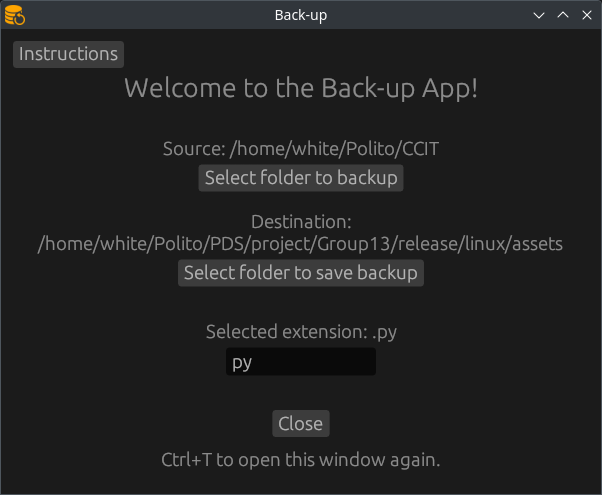 Back-up
Instructions
Welcome to the Back-up App!
Source: /home/white/Polito/CCIT
Select folder to backup
Destination:
/home/white/Polito/PDS/project/Group13/release/linux/assets
Select folder to save backup
Selected extension: .py
py
Close
Ctrl+T to open this window again.